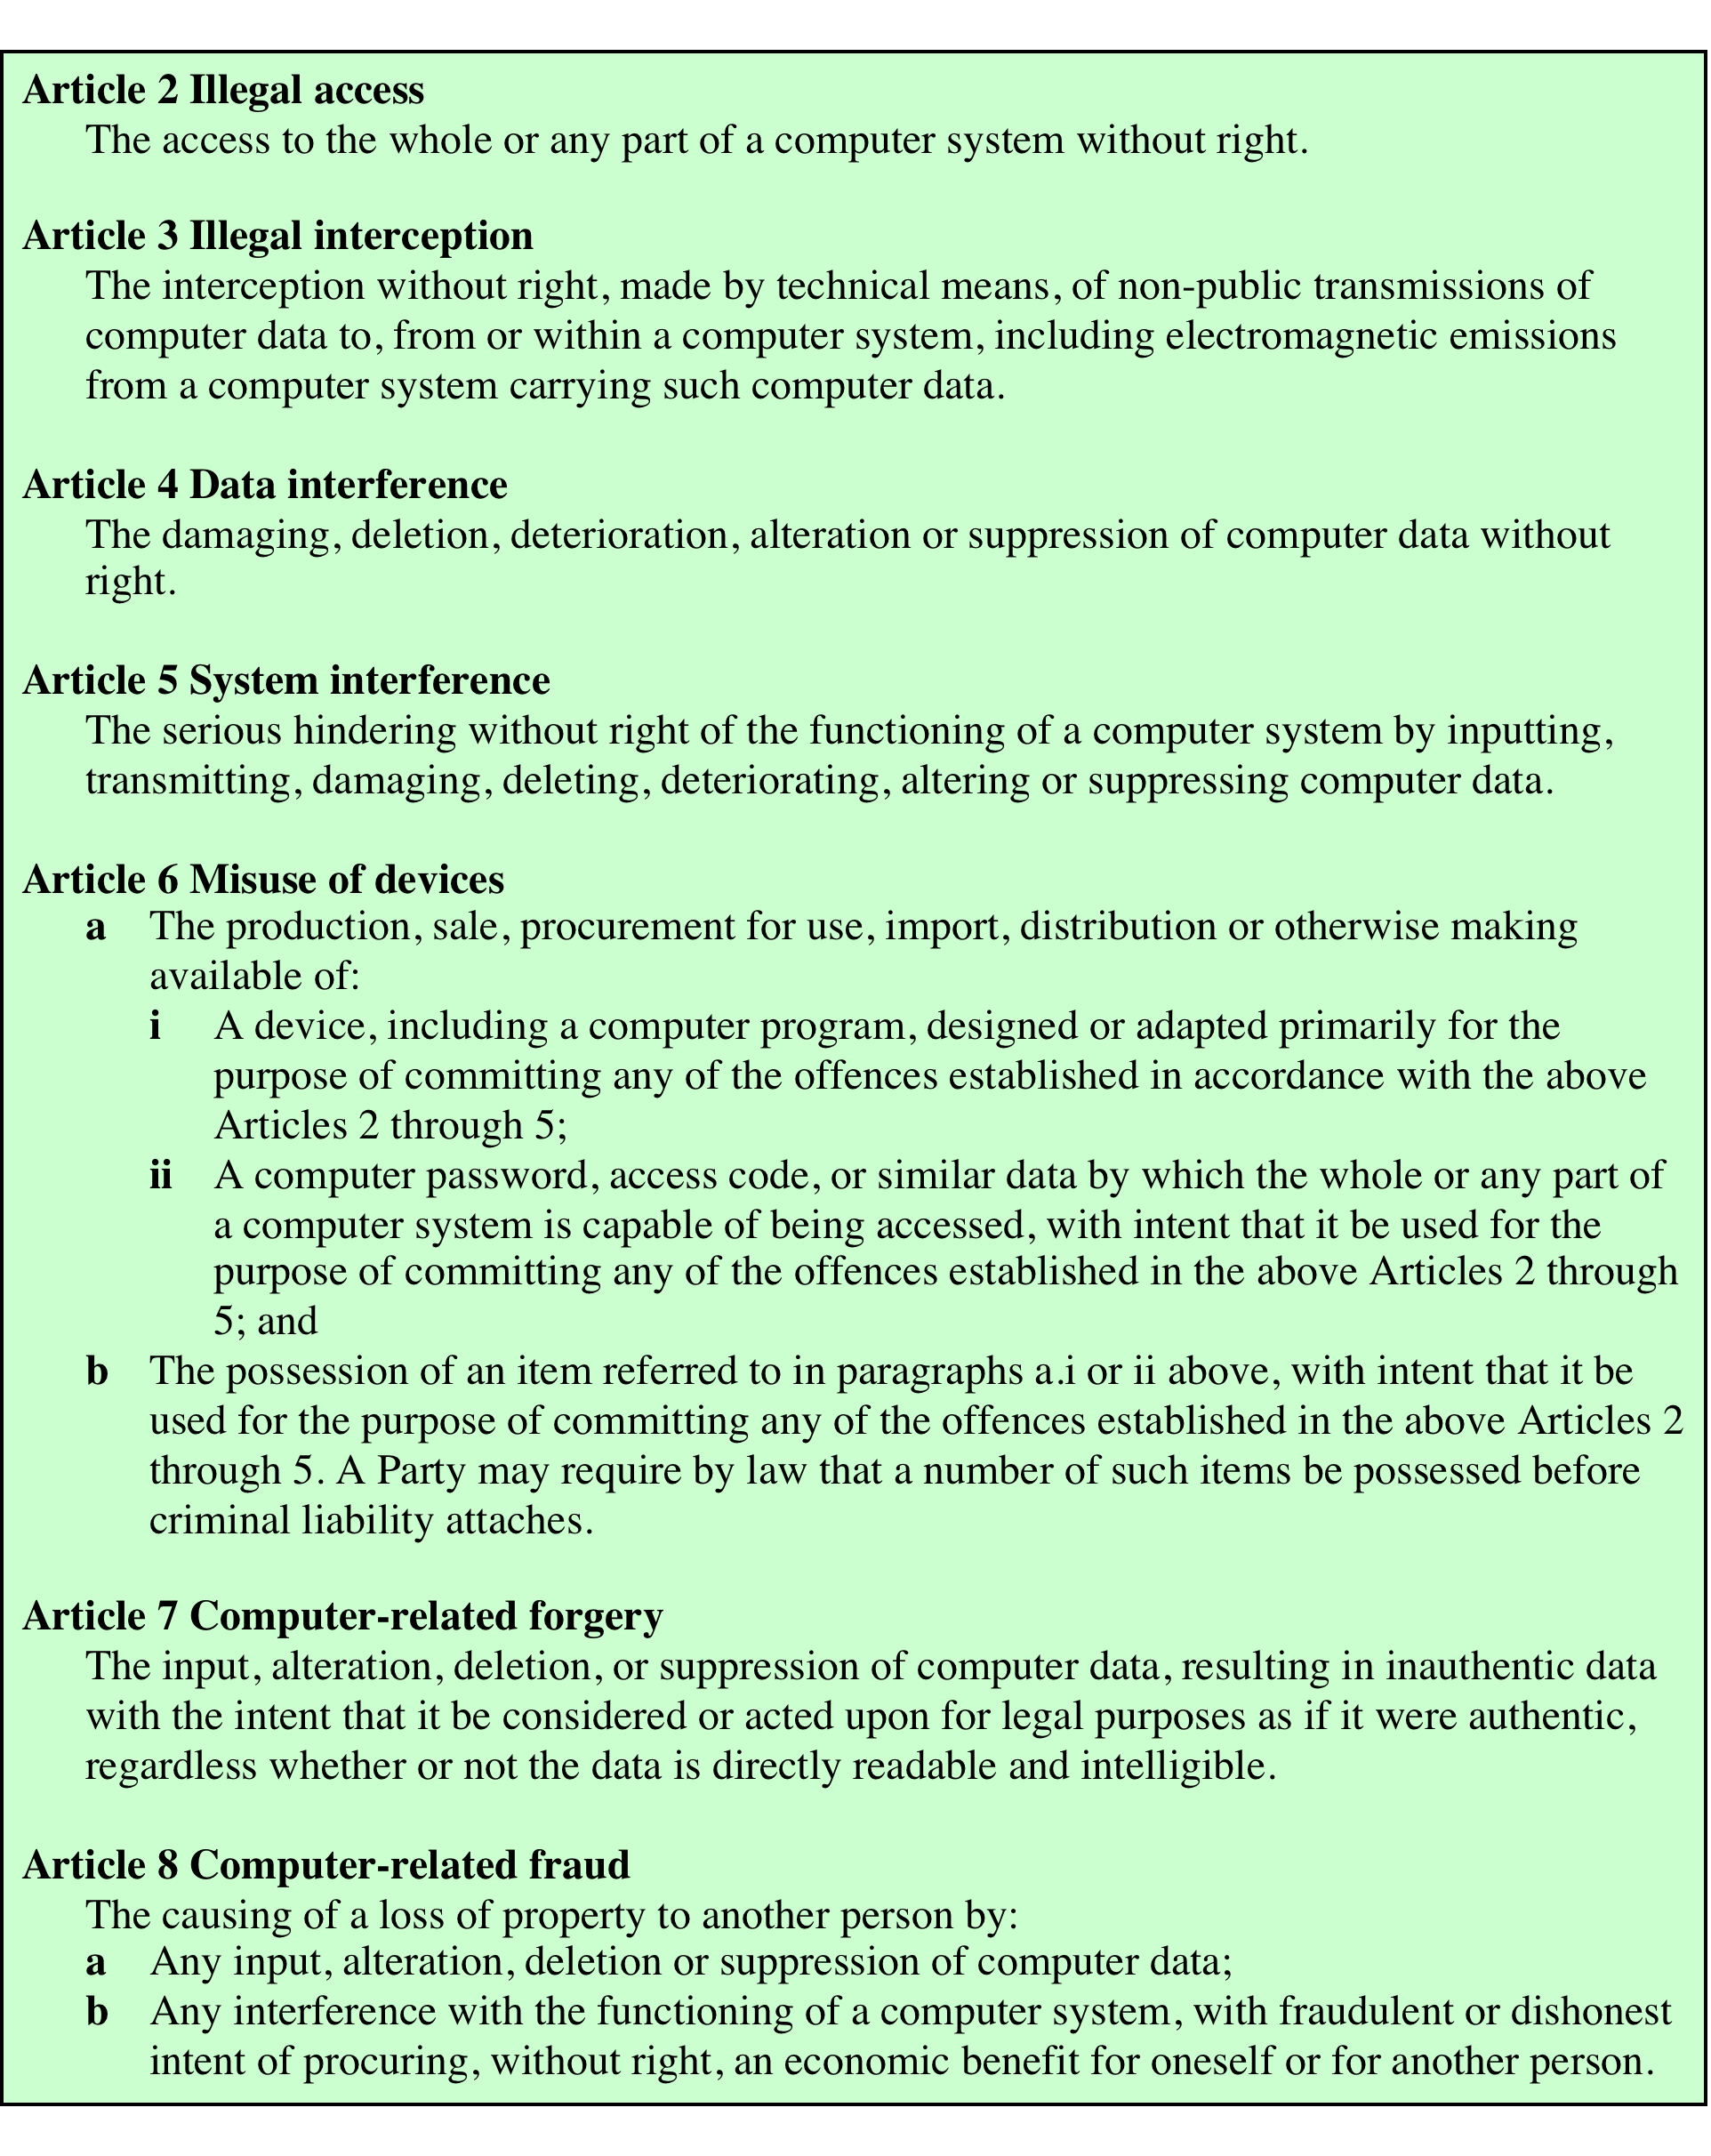 Article 2 Illegal access
The access to the whole or any part of a computer system without right.
Article 3 Illegal interception
The interception without right, made by technical means, of non-public transmissions of
computer data to, from or within a computer system, including electromagnetic emissions
from a computer system carrying such computer data.
Article 4 Data interference
The damaging, deletion, deterioration, alteration or suppression of computer data without
right.
Article 5 System interference
The serious hindering without right of the functioning of a computer system by inputting,
transmitting, damaging, deleting, deteriorating, altering or suppressing computer data.
Article 6 Misuse of devices
a The production, sale, procurement for use, import, distribution or otherwise making
available of:
i A device, including a computer program, designed or adapted primarily for the
purpose of committing any of the offences established in accordance with the above
Articles 2 through 5;
ii A computer password, access code, or similar data by which the whole or any part of
a computer system is capable of being accessed, with intent that it be used for the
purpose of committing any of the offences established in the above Articles 2 through
5; and
b The possession of an item referred to in paragraphs a.i or ii above, with intent that it be
used for the purpose of committing any of the offences established in the above Articles 2
through 5. A Party may require by law that a number of such items be possessed before
criminal liability attaches.
Article 7 Computer-related forgery
The input, alteration, deletion, or suppression of computer data, resulting in inauthentic data
with the intent that it be considered or acted upon for legal purposes as if it were authentic,
regardless whether or not the data is directly readable and intelligible.
Article 8 Computer-related fraud
The causing of a loss of property to another person by:
a Any input, alteration, deletion or suppression of computer data;
b Any interference with the functioning of a computer system, with fraudulent or dishonest
intent of procuring, without right, an economic benefit for oneself or for another person.